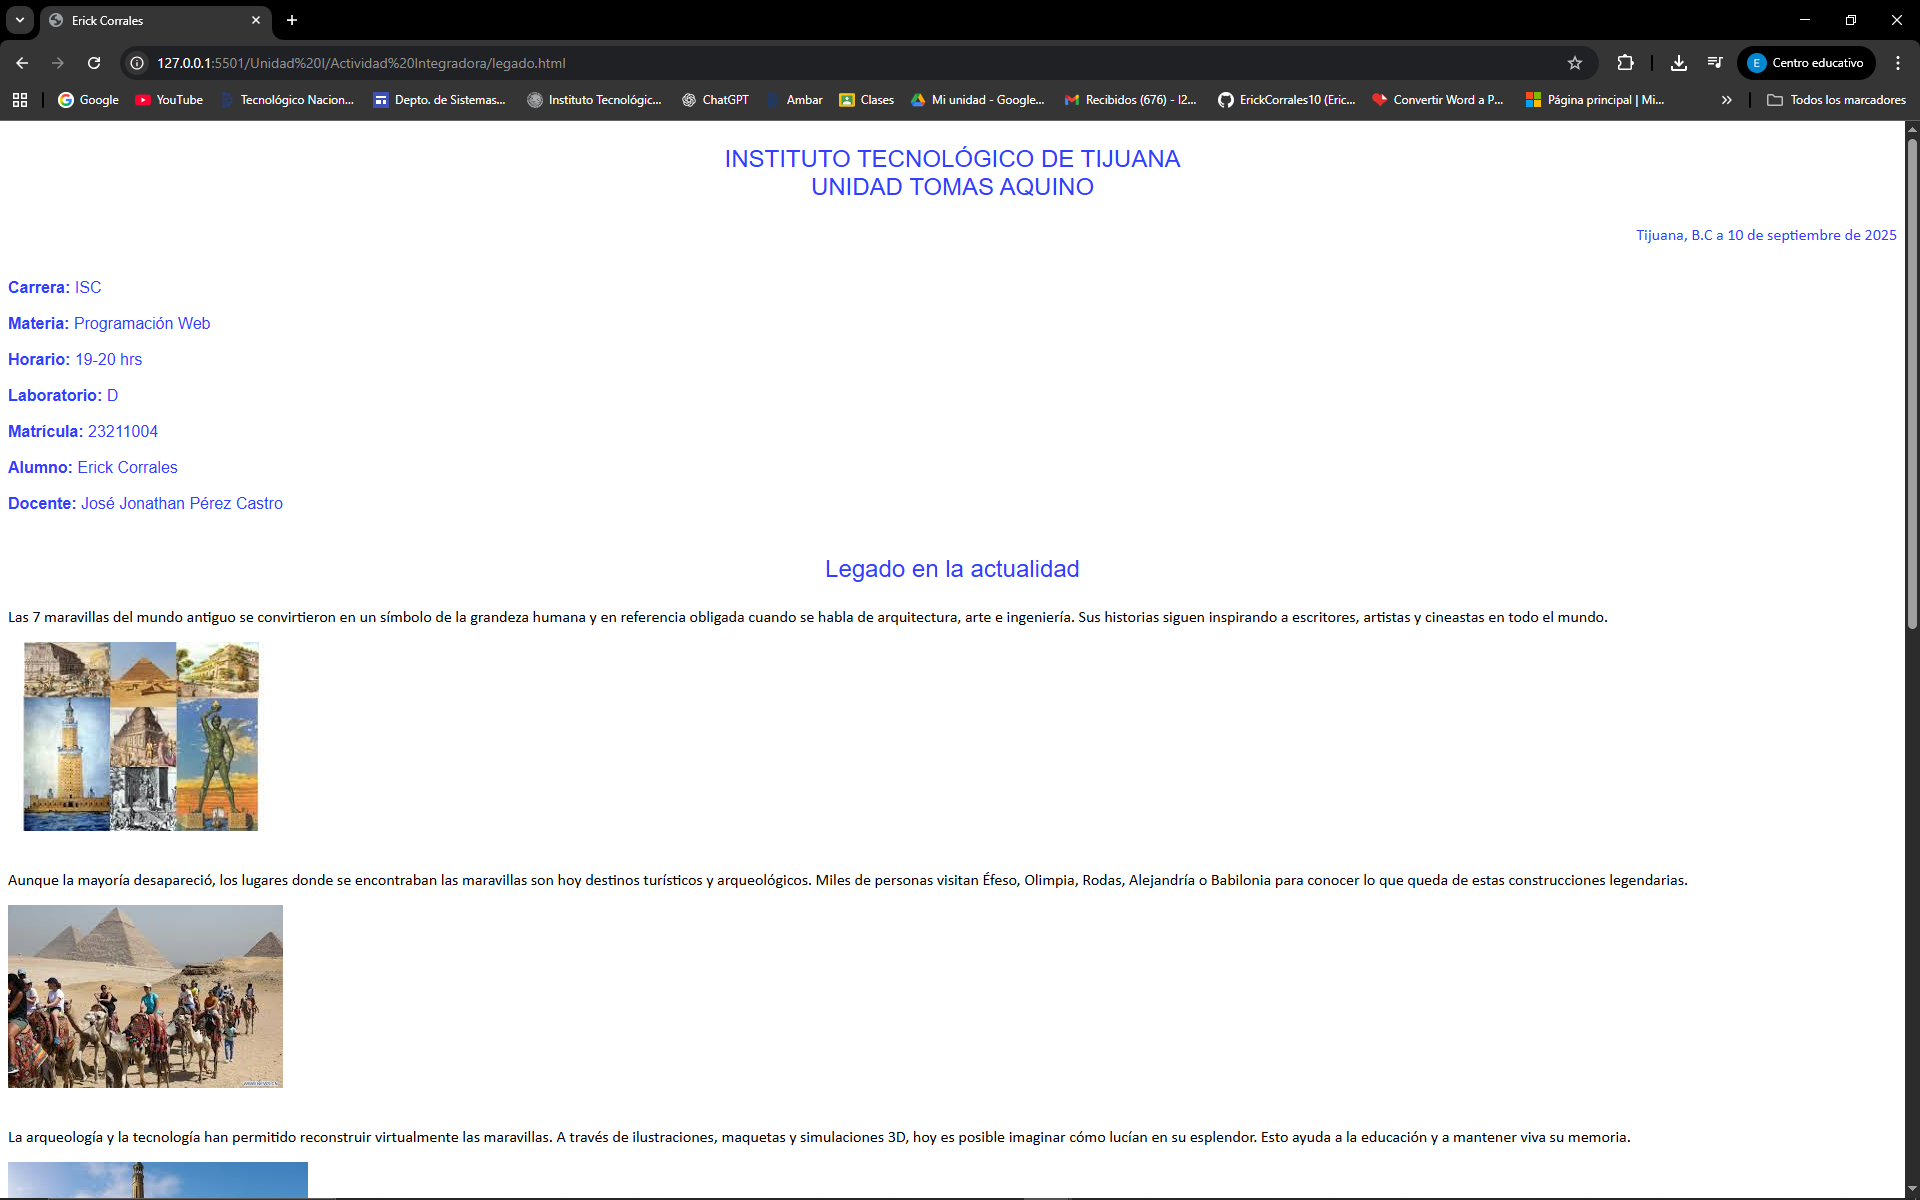 Erick Corrales
127.0.0.1:5501/Unidad%20I/Actividad%20Integradora/legado.html
E Centro educativo
Google YouTube Tecnológico Nacion... Depto. de Sistemas... Instituto Tecnológic... ChatGPT Ambar Clases Mi unidad - Google... Recibidos (676) - l2... ErickCorrales10 (Eric... Convertir Word a P... Página principal | Mi... » Todos los marcadores
INSTITUTO TECNOLÓGICO DE TIJUANA
UNIDAD TOMAS AQUINO
Tijuana, B.C a 10 de septiembre de 2025
Carrera: ISC
Materia: Programación Web
Horario: 19-20 hrs
Laboratorio: D
Matrícula: 23211004
Alumno: Erick Corrales
Docente: José Jonathan Pérez Castro
Legado en la actualidad
Las 7 maravillas del mundo antiguo se convirtieron en un símbolo de la grandeza humana y en referencia obligada cuando se habla de arquitectura, arte e ingeniería. Sus historias siguen inspirando a escritores, artistas y cineastas en todo el mundo.
Aunque la mayoría desapareció, los lugares donde se encontraban las maravillas son hoy destinos turísticos y arqueológicos. Miles de personas visitan Éfeso, Olimpia, Rodas, Alejandría o Babilonia para conocer lo que queda de estas construcciones legendarias.
La arqueología y la tecnología han permitido reconstruir virtualmente las maravillas. A través de ilustraciones, maquetas y simulaciones 3D, hoy es posible imaginar cómo lucían en su esplendor. Esto ayuda a la educación y a mantener viva su memoria.